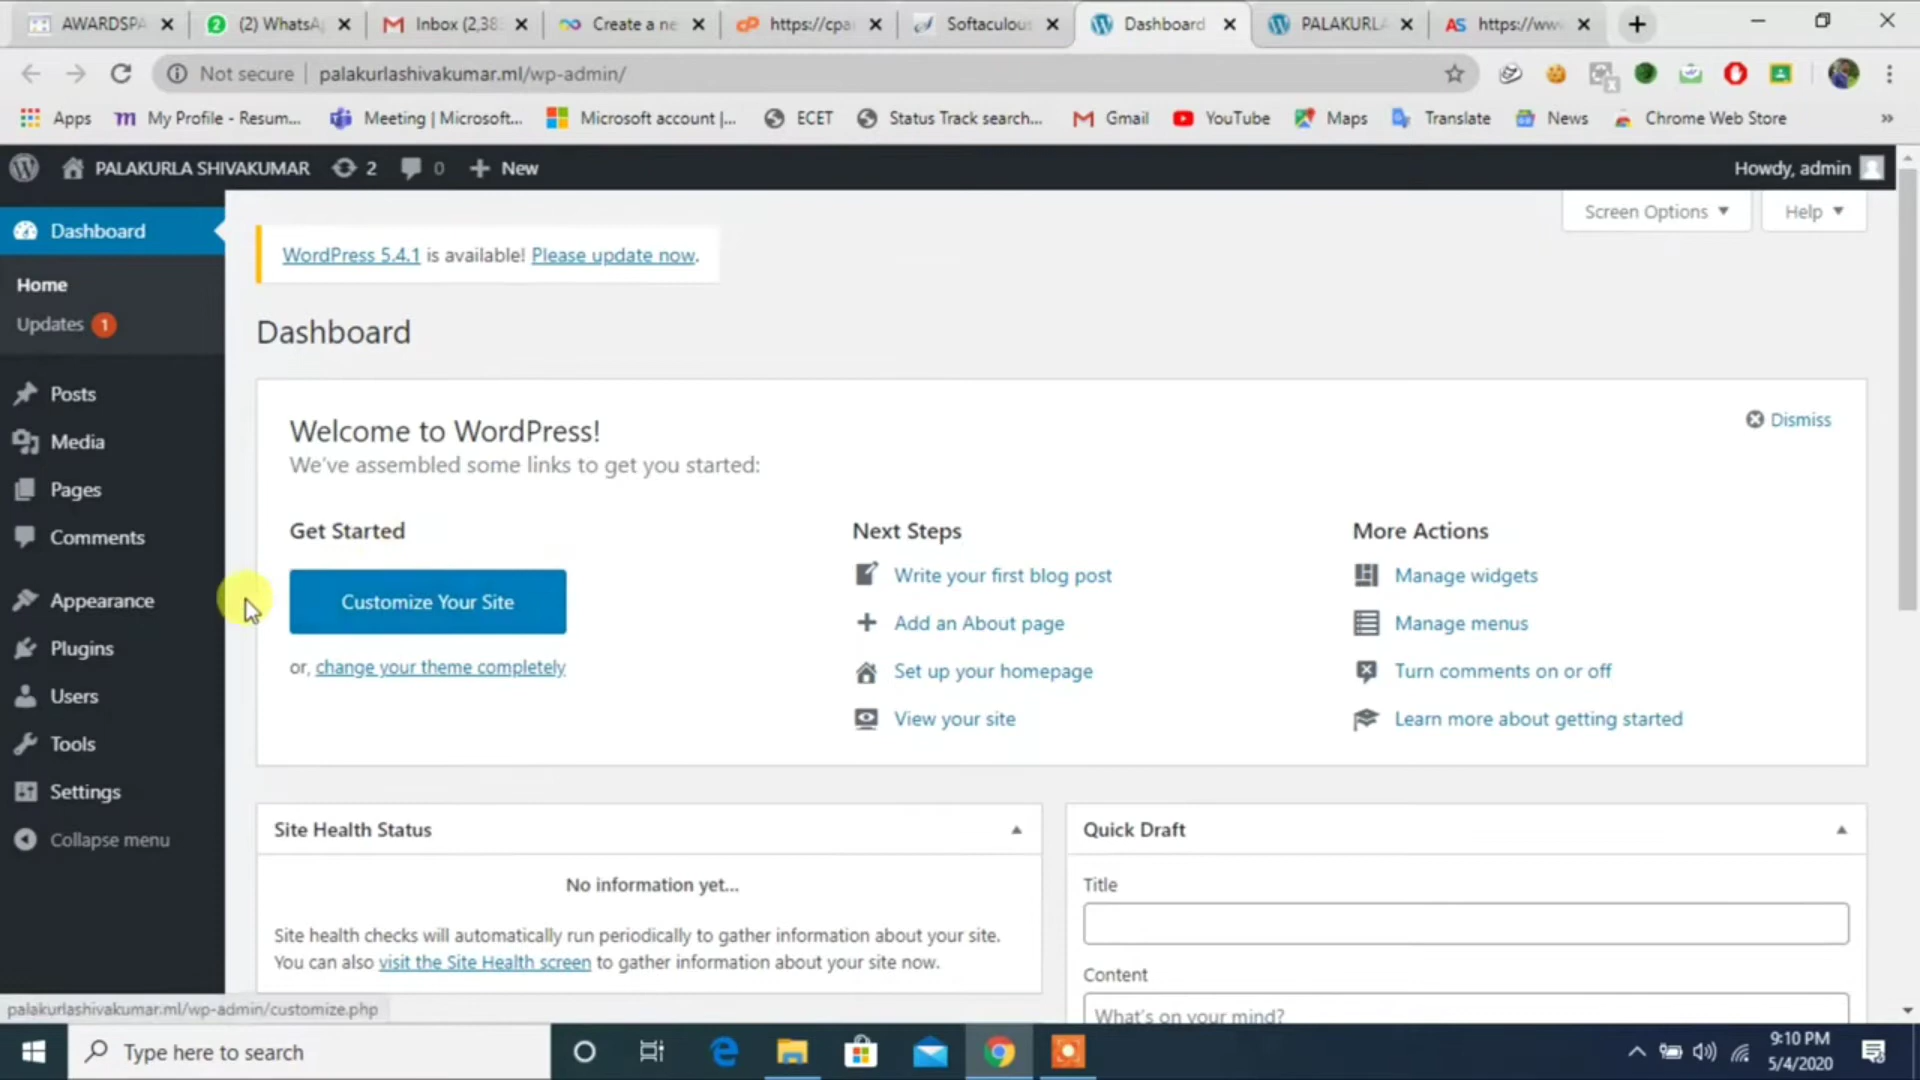 AWARDSPA
(2) WhatsA
Inbox (2,38
Create a ne
https://cpa
Softaculou
Dashboard
PALAKURLA
AS https://ww
Not secure | palakurlashivakumar.ml/wp-admin/
Apps
My Profile - Resum...
Meeting | Microsoft...
Microsoft account |...
ECET
Status Track search...
Gmail
YouTube
Maps
Translate
News
Chrome Web Store
»
PALAKURLA SHIVAKUMAR
2
0
New
Howdy, admin
Dashboard
Home
Updates 1
Posts
Media
Pages
Comments
Appearance
Plugins
Users
Tools
Settings
Collapse menu
Screen Options
Help
WordPress 5.4.1 is available! Please update now.
Dashboard
Welcome to WordPress!
We've assembled some links to get you started:
Dismiss
Get Started
Customize Your Site
or, change your theme completely
Next Steps
Write your first blog post
Add an About page
Set up your homepage
View your site
More Actions
Manage widgets
Manage menus
Turn comments on or off
Learn more about getting started
Site Health Status
No information yet...
Site health checks will automatically run periodically to gather information about your site.
You can also visit the Site Health screen to gather information about your site now.
Quick Draft
Title
Content
What's on your mind?
palakurlashivakumar.ml/wp-admin/customize.php
Type here to search
9:10 PM
5/4/2020